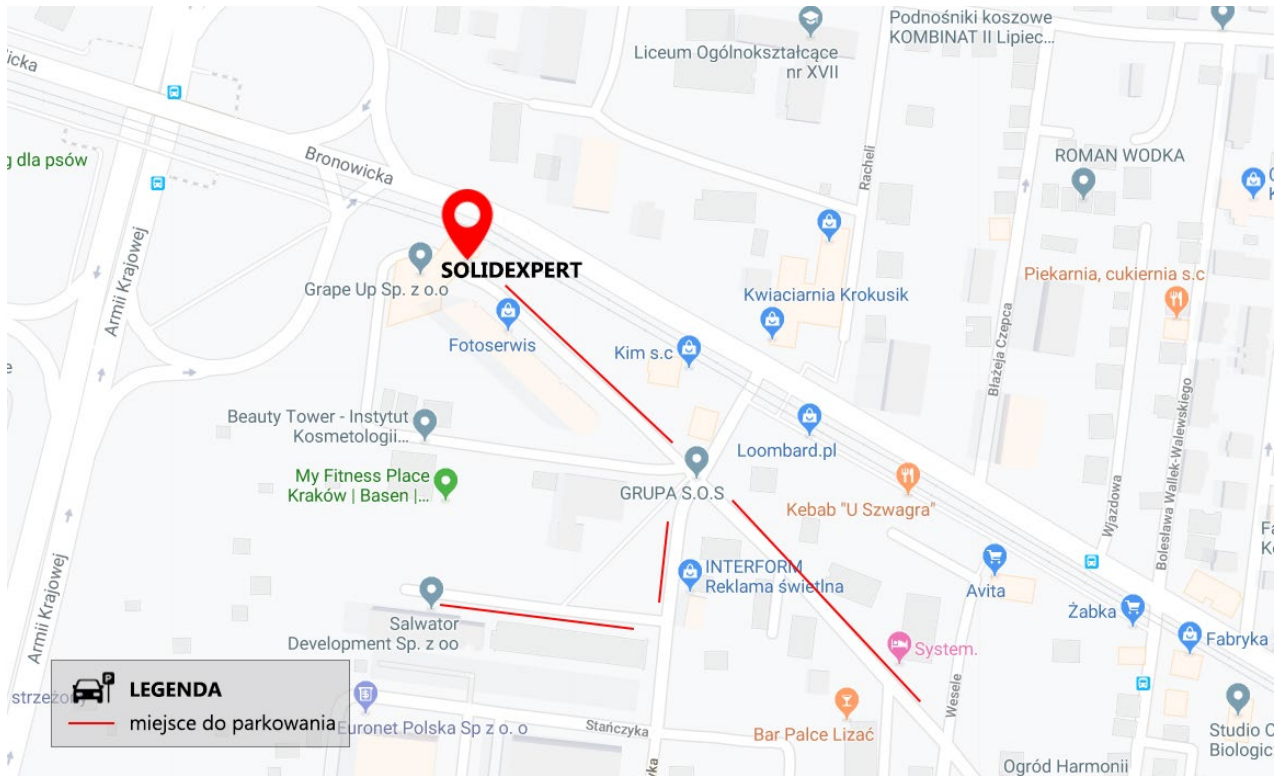 Podnośniki koszowe
KOMBINAT II Lipiec...
Liceum Ogólnokształcące
nr XVII
icka
g dla psów
Bronowicka
Racheli
ROMAN WODKA
Armii Krajowej
SOLIDEXPERT
Grape Up Sp. z o.o
Piekarnia, cukiernia s.c
Kwiaciarnia Krokusik
Fotoserwis
Kim s.c
Błażeja Czepca
Beauty Tower - Instytut
Kosmetologii...
Bolesława Wallek-Walewskiego
Loombard.pl
My Fitness Place
Kraków | Basen |...
GRUPA S.O.S
Kebab "U Szwagra"
Wjazdowa
INTERFORM
Reklama świetlna
Avita
Armii Krajowej
Żabka
Fabryka
Salwator
Development Sp. z oo
System.
Wesele
LEGENDA
strzeżony
miejsce do parkowania
Euronet Polska Sp z o. o
Stańczyka
Bar Palce Lizać
Studio C
Biologic
Ogród Harmonii
yka